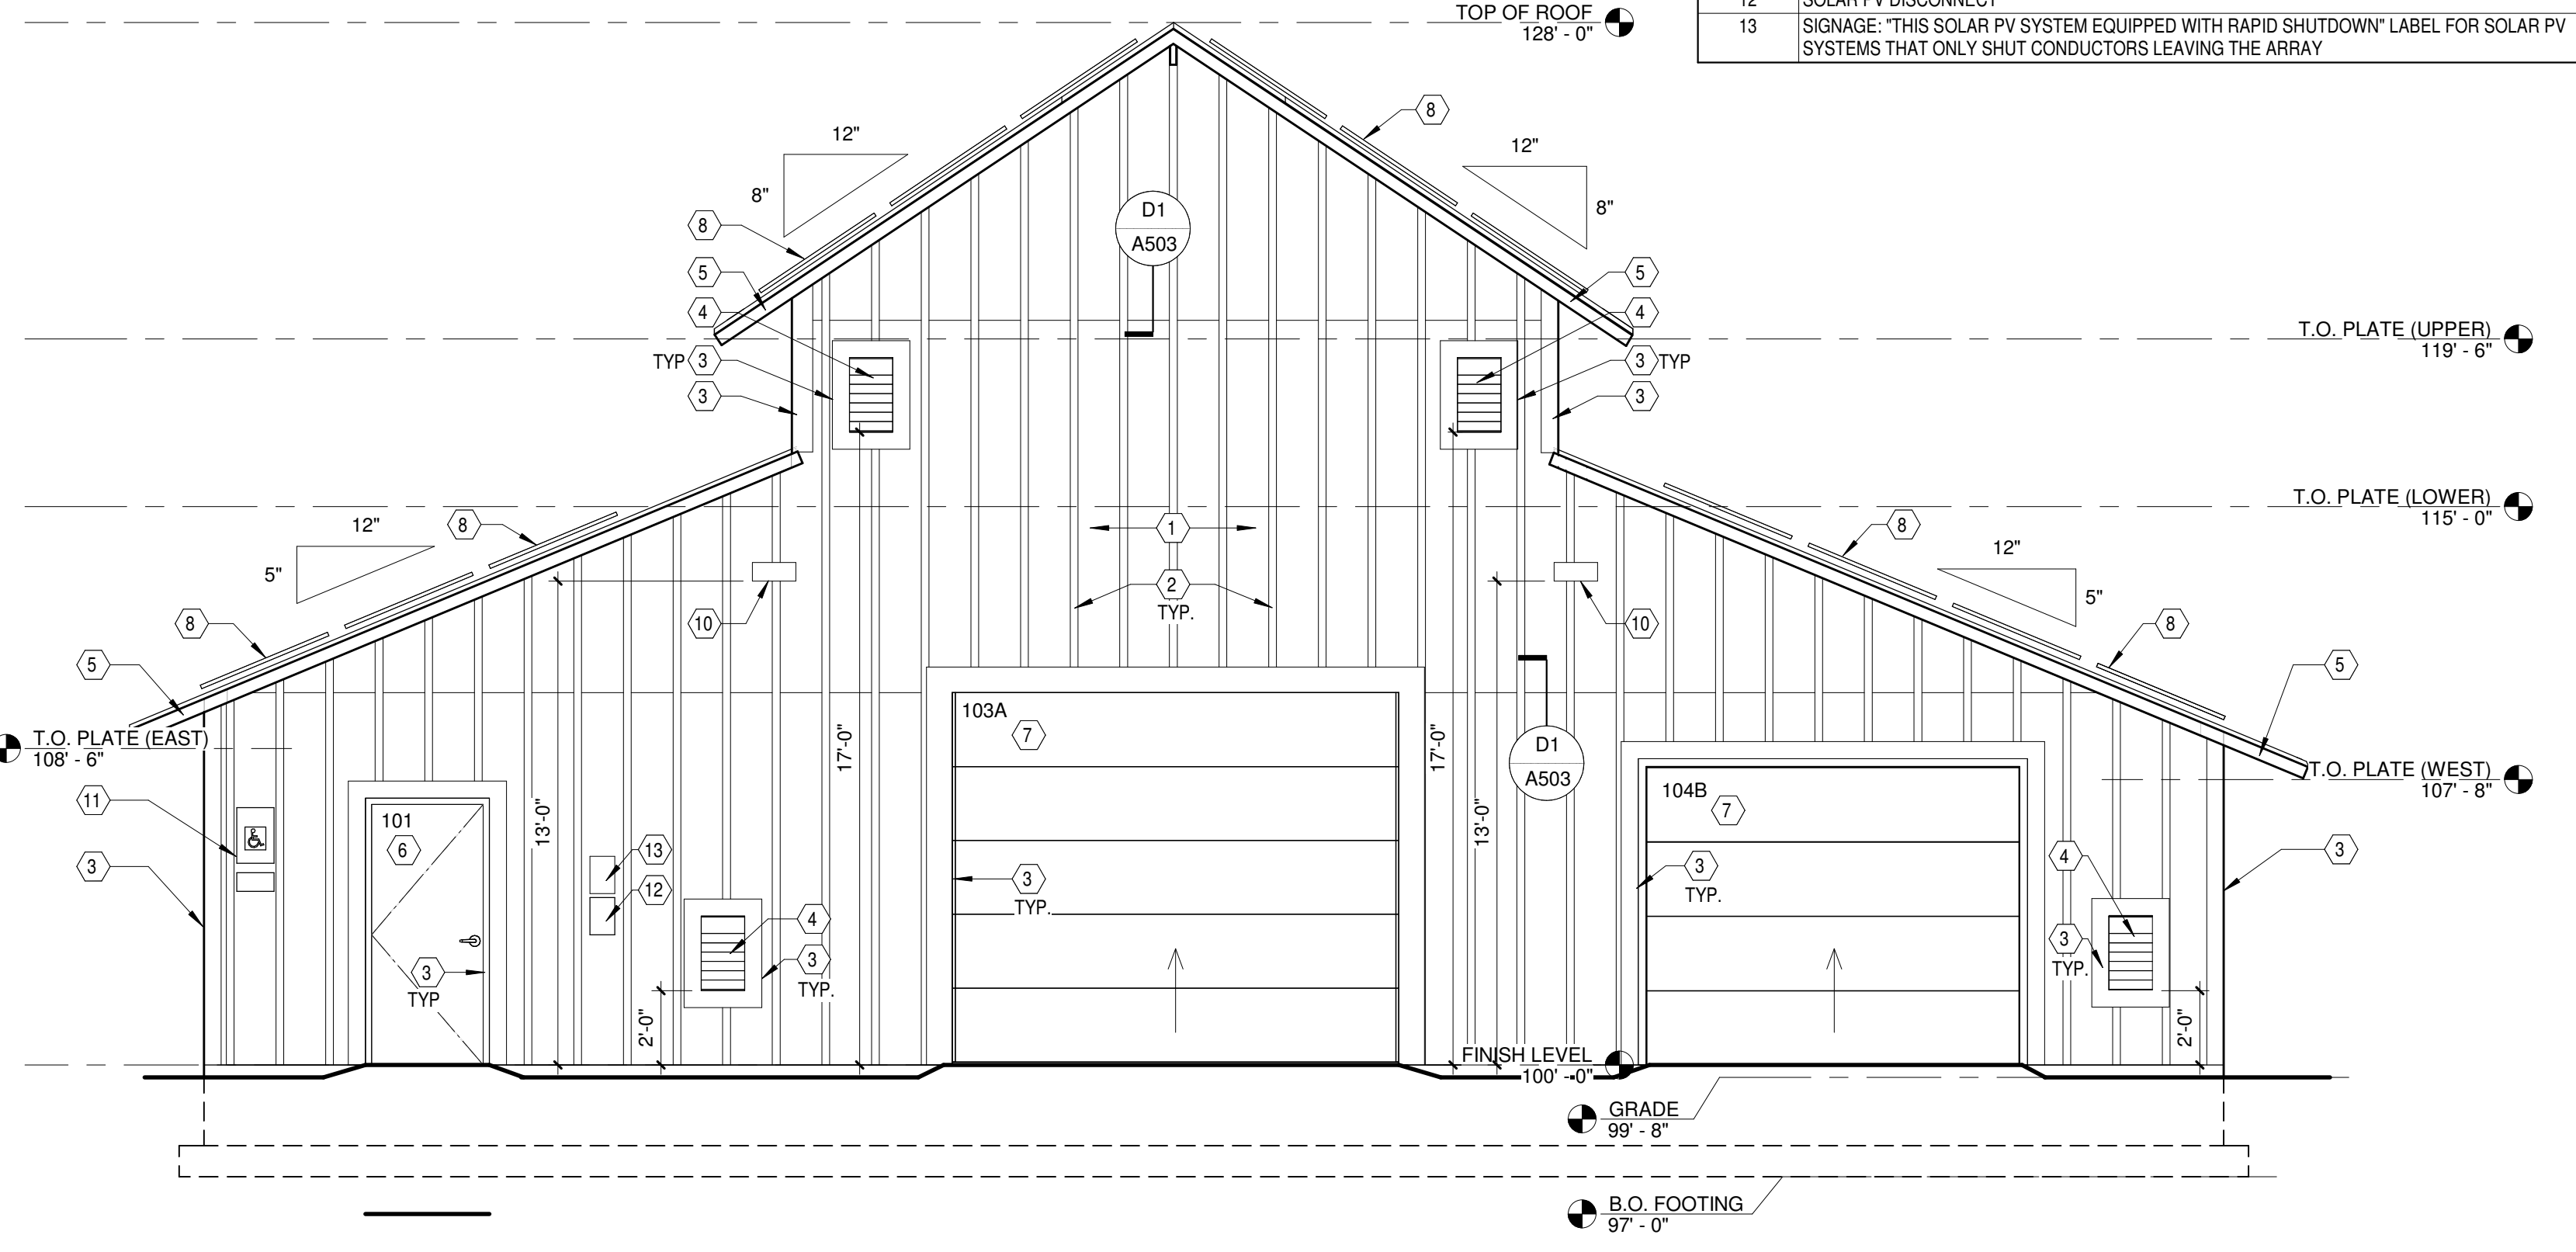 12 SOLAR PV DISCONNECT
TOP OF ROOF
128' - 0"
13 SIGNAGE: "THIS SOLAR PV SYSTEM EQUIPPED WITH RAPID SHUTDOWN" LABEL FOR SOLAR PV
SYSTEMS THAT ONLY SHUT CONDUCTORS LEAVING THE ARRAY
8
12"
12"
8"
8"
D1
A503
8
5
5
4
4
T.O. PLATE (UPPER)
119' - 6"
TYP 3
3 TYP
3
3
T.O. PLATE (LOWER)
115' - 0"
12"
8
5"
1
8
12"
5"
2
TYP.
8
10
10
8
5
5
103A
7
T.O. PLATE (EAST)
108' - 6"
17'-0"
17'-0"
D1
A503
T.O. PLATE (WEST)
107' - 8"
104B
7
11
101
6
13'-0"
13'-0"
13
12
3
3
TYP.
3
TYP.
4
3
4
3
TYP.
3
TYP.
3
TYP
2'-0"
2'-0"
FINISH LEVEL
100' - 0"
GRADE
99' - 8"
B.O. FOOTING
97' - 0"